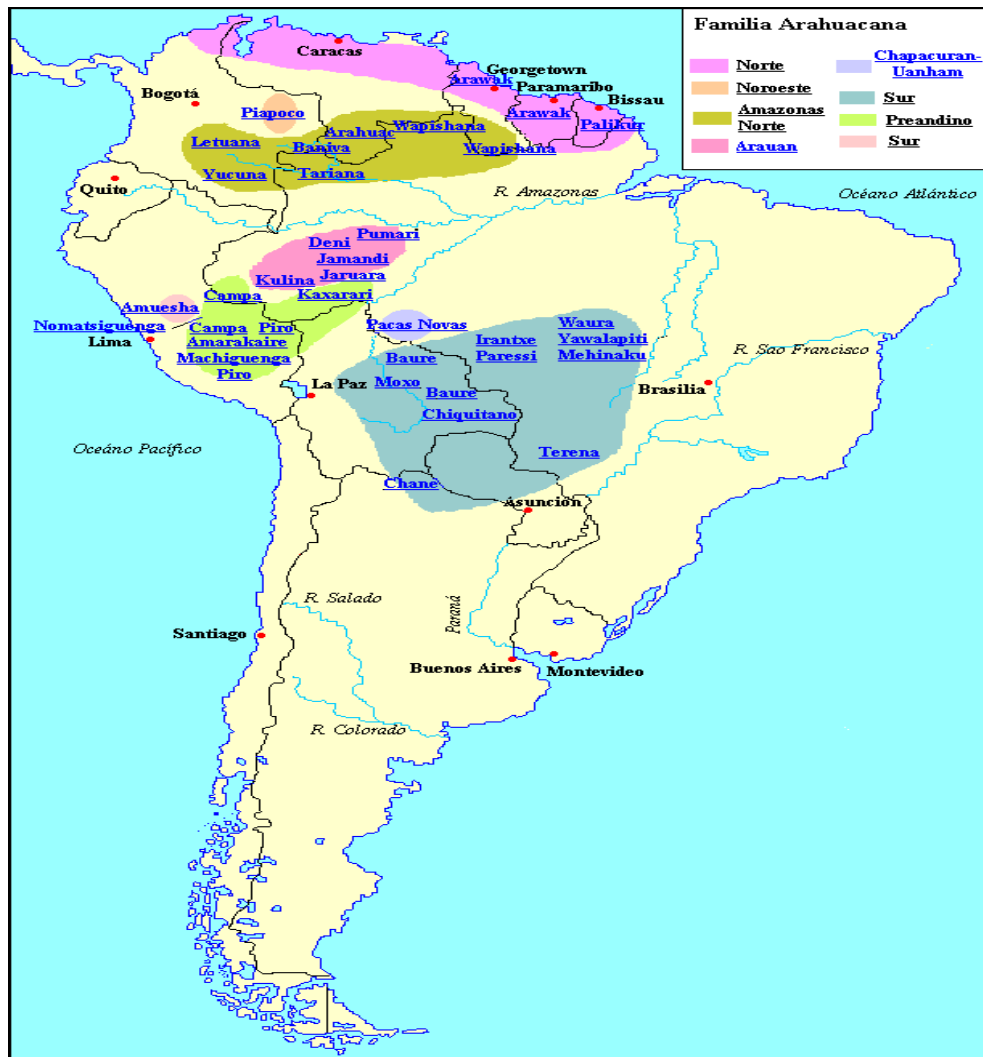 Familia Arahuacana
Norte
Noroeste
Amazonas
Norte
Arauan
Chapacuran-
Uanham
Sur
Preandino
Sur
Caracas
Georgetown
Arawak
Paramaribo
Bissau
Arawak
Palikur
Bogotá
Piapoco
Letuana
Arahuac
Wapishana
Baniva
Wapishana
Yucuna
Tariana
Quito
R. Amazonas
Océano Atlántico
Pumari
Deni
Jamandi
Jaruara
Kulina
Campa
Kaxarari
Amuesha
Nomatsiguenga
Lima
Campa
Piro
Amarakaire
Machiguenga
Piro
Pacas Novas
Waura
Irantxe
Yawalapiti
Paressi
Mehinaku
Baure
R. Sao Francisco
Moxo
Baure
La Paz
Brasilia
Chiquitano
Oceáno Pacífico
Terena
Chane
Asunción
R. Salado
Paraná
Santiago
Buenos Aires
Montevideo
R. Colorado